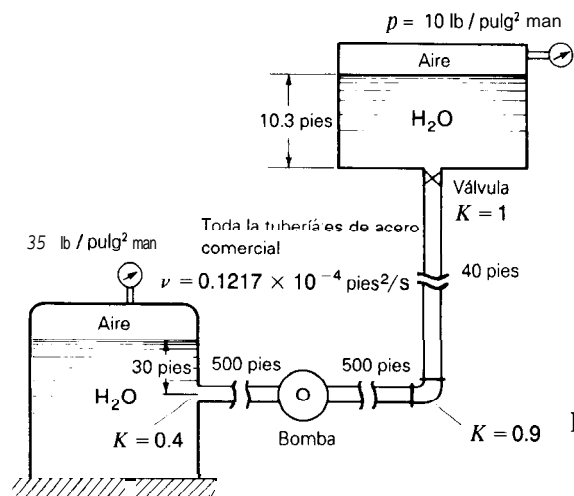 p = 10 lb / pulg² man
Aire
10.3 pies
H₂O
Válvula
K = 1
Toda la tubería es de acero
comercial
35 lb / pulg² man
ν = 0.1217 × 10⁻⁴ pies²/s
40 pies
Aire
30 pies
500 pies
500 pies
H₂O
K = 0.4
Bomba
K = 0.9